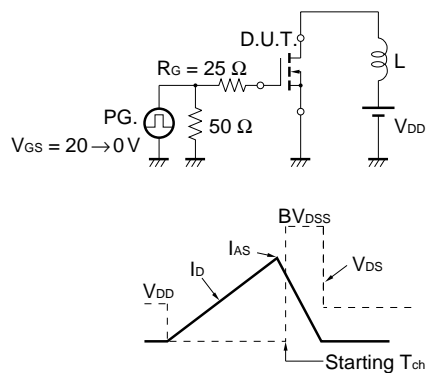 D.U.T.
RG = 25 Ω
L
PG.
50 Ω
VDD
VGS = 20 → 0 V
BVDSS
IAS
ID
VDS
VDD
Starting Tch